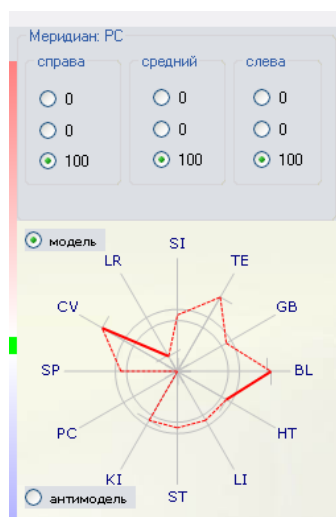 Меридиан: PC
справа средний слева
0 0 0
0 0 0
100 100 100
модель
SI
LR TE
CV GB
SP BL
PC HT
KI LI
ST
антимодель